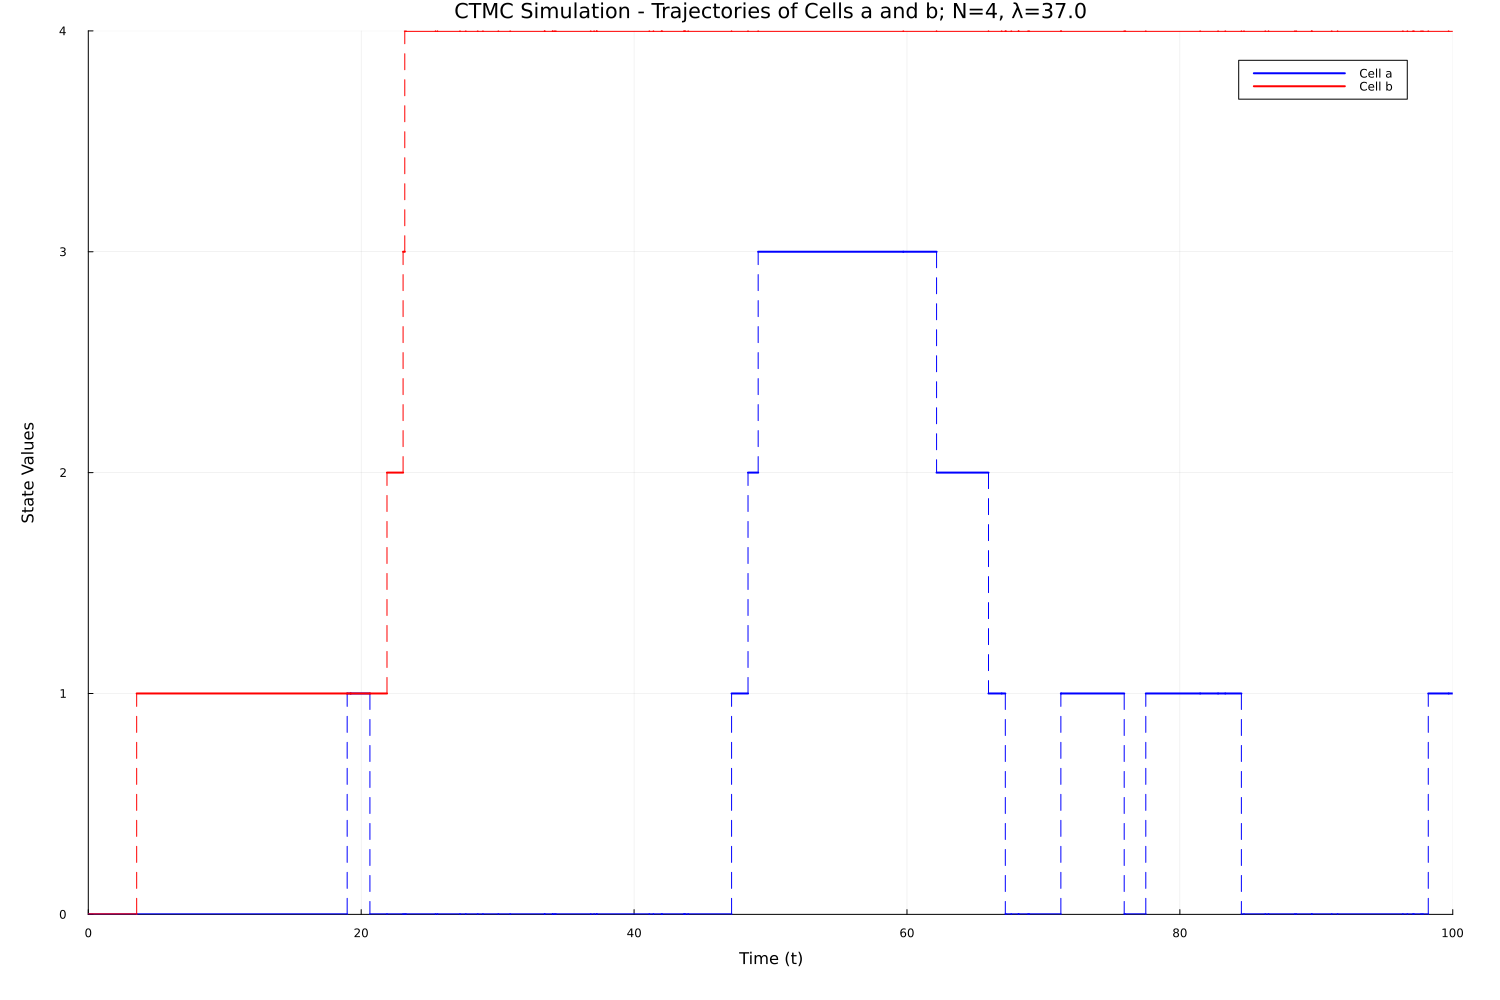 CTMC Simulation - Trajectories of Cells a and b; N=4, λ=37.0
4
Cell a
Cell b
3
State Values
2
1
0
0 20 40 60 80 100
Time (t)